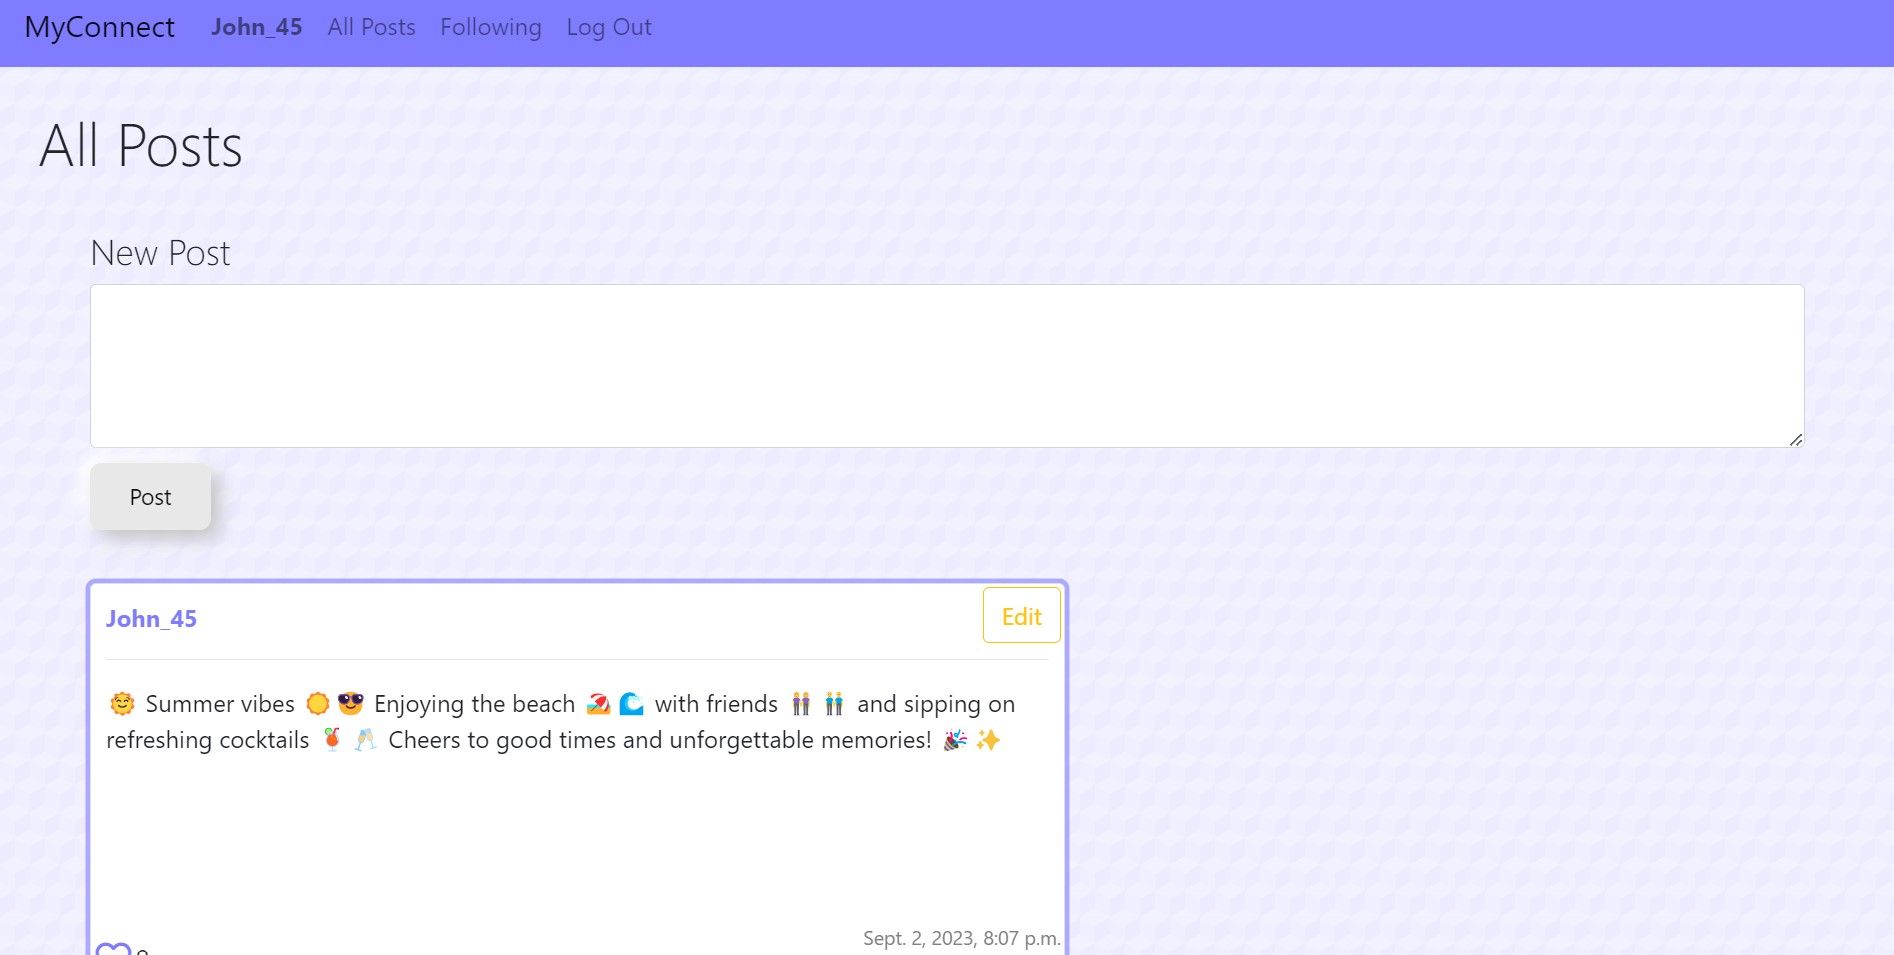 MyConnect John_45 All Posts Following Log Out
All Posts
New Post
Post
John_45 Edit
🌞 Summer vibes ☀️😎 Enjoying the beach 🏖️🌊 with friends 👭👬 and sipping on
refreshing cocktails 🍹🥂 Cheers to good times and unforgettable memories! 🎉✨
Sept. 2, 2023, 8:07 p.m.